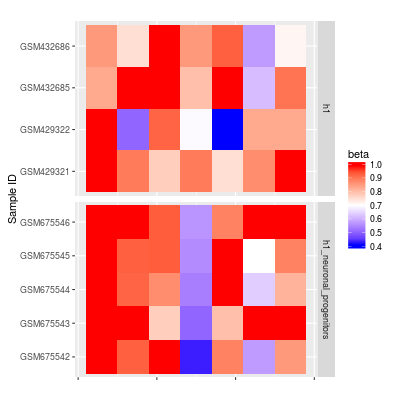 GSM432686
GSM432685
GSM429322
GSM429321
h1
GSM675546
GSM675545
GSM675544
GSM675543
GSM675542
h1_neuronal_progenitors
Sample ID
beta
1.0
0.9
0.8
0.7
0.6
0.5
0.4